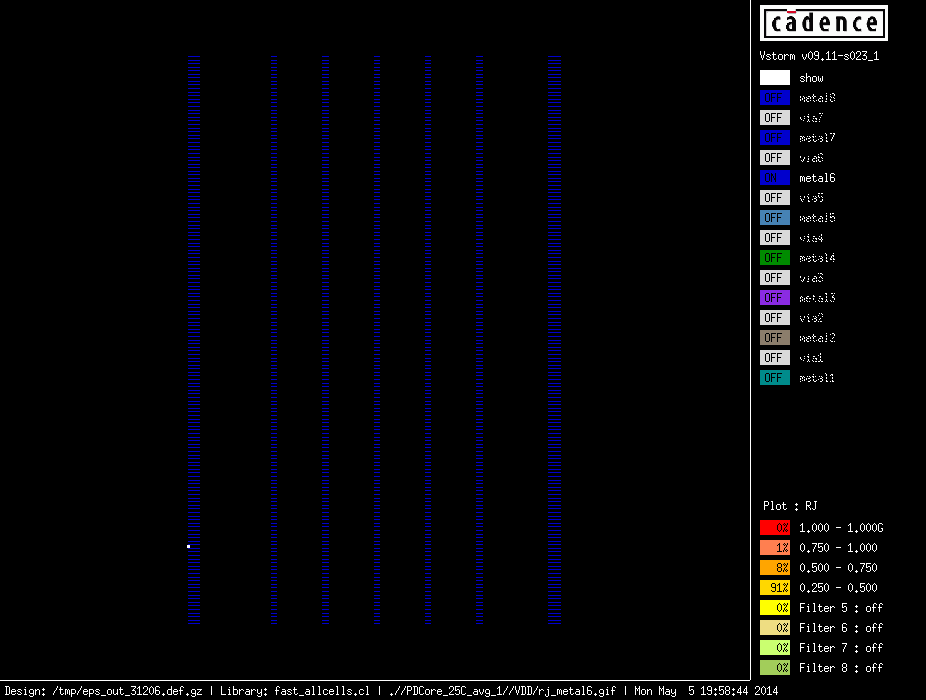 cādence
Vstorm v09.11-s023_1
show
metal8
OFF via7
metal7
OFF via6
metal6
OFF via5
OFF metal5
OFF via4
OFF metal4
OFF via3
OFF metal3
OFF via2
OFF metal2
OFF via1
OFF metal1
Plot : RJ
0% 1.000 - 1.000G
1% 0.750 - 1.000
8% 0.500 - 0.750
91% 0.250 - 0.500
0% Filter 5 : off
0% Filter 6 : off
0% Filter 7 : off
0% Filter 8 : off
Design: /tmp/eps_out_31206.def.gz | Library: fast_allcells.cl | .//PDCore_25C_avg_1//VDD/rj_metal6.gif | Mon May  5 19:58:44 2014